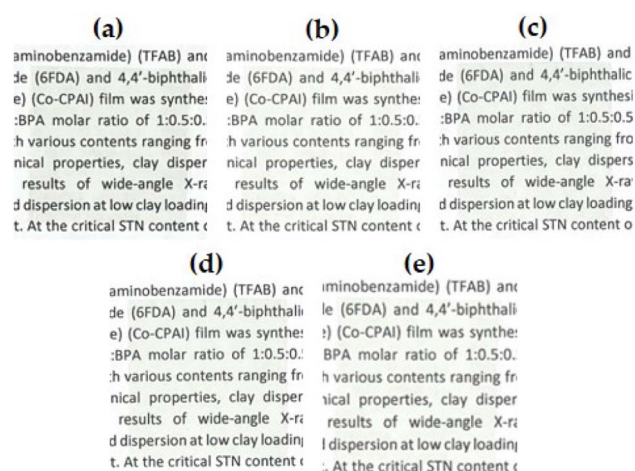 (a)
aminobenzamide) (TFAB) and
de (6FDA) and 4,4′-biphthali
e) (Co-CPAI) film was synthes
:BPA molar ratio of 1:0.5:0.
:h various contents ranging fr
nical properties, clay disper
results of wide-angle X-ra
d dispersion at low clay loading
t. At the critical STN content
(b)
aminobenzamide) (TFAB) and
de (6FDA) and 4,4′-biphthali
e) (Co-CPAI) film was synthes
:BPA molar ratio of 1:0.5:0.
:h various contents ranging fr
nical properties, clay disper
results of wide-angle X-ra
d dispersion at low clay loading
t. At the critical STN content
(c)
aminobenzamide) (TFAB) and
de (6FDA) and 4,4′-biphthalic
e) (Co-CPAI) film was synthesi
:BPA molar ratio of 1:0.5:0.5
:h various contents ranging fro
nical properties, clay dispers
results of wide-angle X-ra
d dispersion at low clay loading
t. At the critical STN content o
(d)
aminobenzamide) (TFAB) and
de (6FDA) and 4,4′-biphthali
e) (Co-CPAI) film was synthes
:BPA molar ratio of 1:0.5:0.
:h various contents ranging fr
nical properties, clay disper
results of wide-angle X-ra
d dispersion at low clay loading
t. At the critical STN content
(e)
aminobenzamide) (TFAB) and
le (6FDA) and 4,4′-biphthali
e) (Co-CPAI) film was synthes
BPA molar ratio of 1:0.5:0.
h various contents ranging fr
nical properties, clay disper
results of wide-angle X-ra
l dispersion at low clay loading
. At the critical STN content